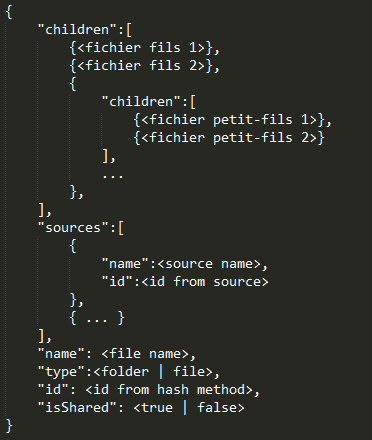 {
    "children":[
        {<fichier fils 1>},
        {<fichier fils 2>},
        {
            "children":[
                {<fichier petit-fils 1>},
                {<fichier petit-fils 2>}
            ],
            ...
        },
    ],
    "sources":[
        {
            "name":<source name>,
            "id":<id from source>
        },
        { ... }
    ],
    "name": <file name>,
    "type":<folder | file>,
    "id": <id from hash method>,
    "isShared": <true | false>
}